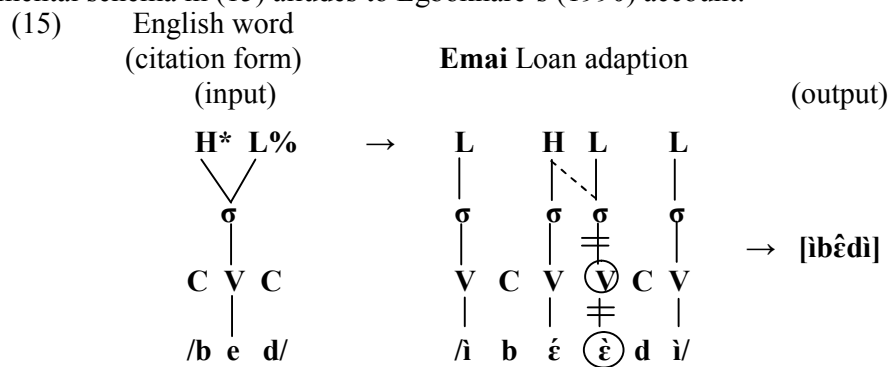 schema in (15) alludes to Egbokhare's (1990) account.
(15) English word
(citation form) Emai Loan adaption
(input) (output)
H* L% → L H L L
σ σ σ σ σ
→ [ìbɛ̂dì]
C V C V C V V C V
/b e d/ /ì b ɛ́ ɛ̀ d ì/